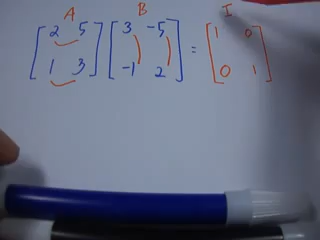 A B I
[2 5] [3 -5] = [1 0]
[1 3] [-1 2] [0 1]